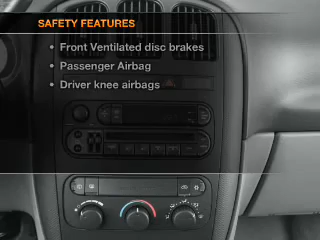 SAFETY FEATURES
• Front Ventilated disc brakes
• Passenger Airbag
• Driver knee airbags